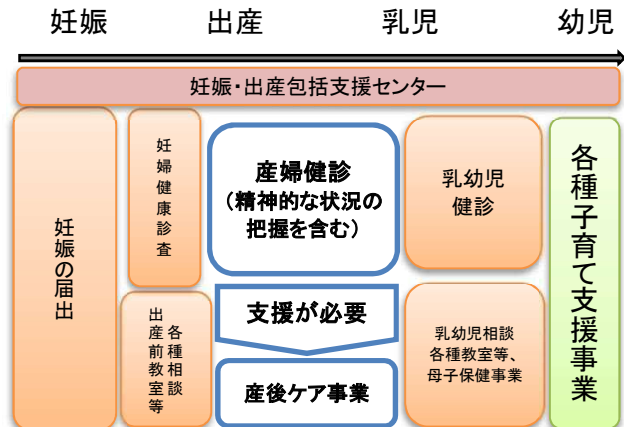 妊娠
出産
乳児
幼児
妊娠・出産包括支援センター
妊娠の届出
妊婦健康診査
各種相談
出産前教室等
産婦健診
(精神的な状況の
把握を含む)
支援が必要
産後ケア事業
乳幼児
健診
乳幼児相談
各種教室等、
母子保健事業
各種子育て支援事業